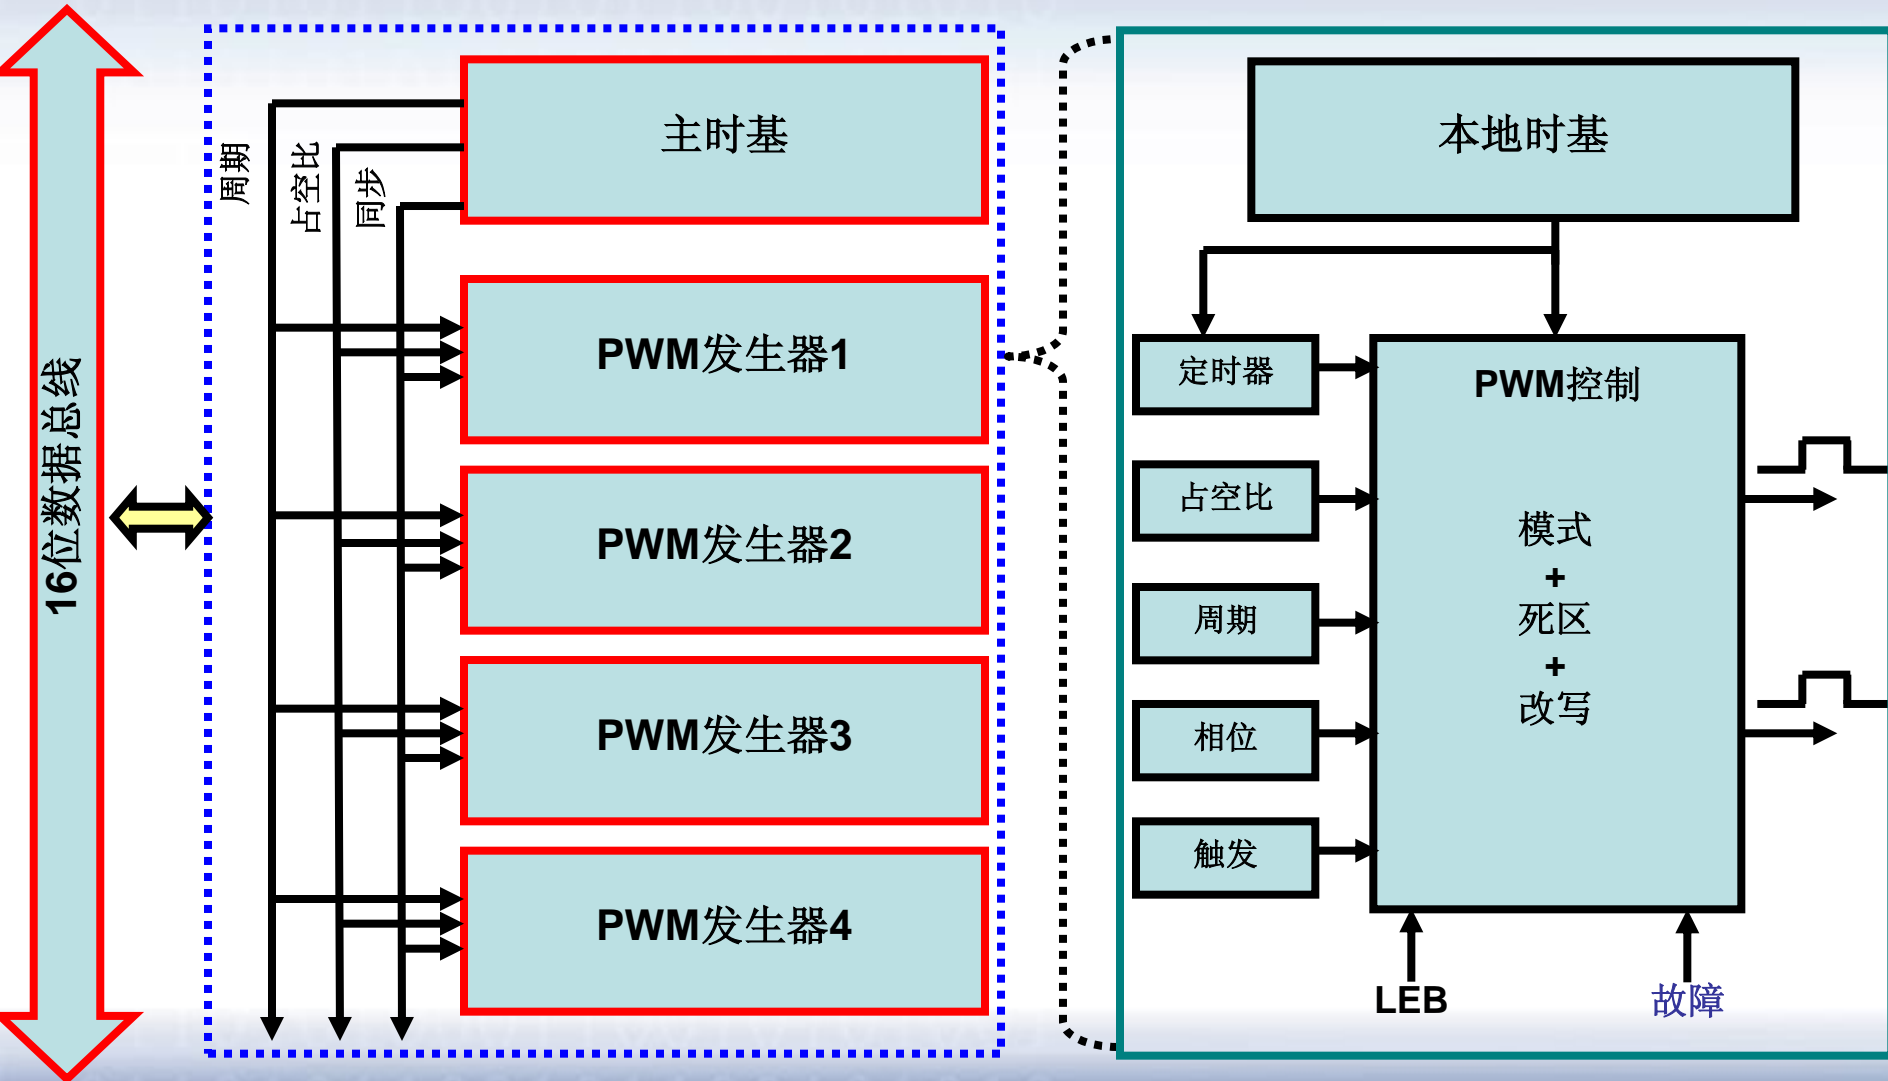 16位数据总线
周期
占空比
同步
主时基
PWM发生器1
PWM发生器2
PWM发生器3
PWM发生器4
本地时基
定时器
占空比
周期
相位
触发
PWM控制
模式
+
死区
+
改写
LEB
故障